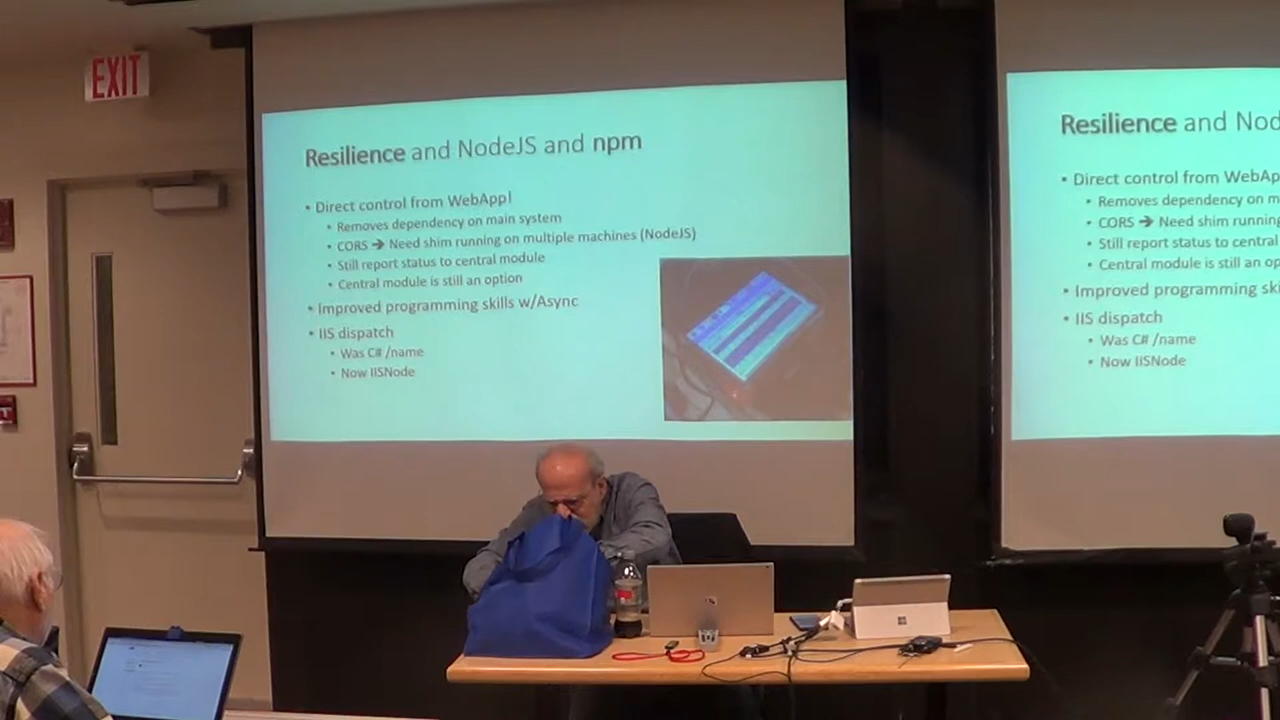 EXIT
Resilience and NodeJS and npm
• Direct control from WebApp!
• Removes dependency on main system
• CORS ➔ Need shim running on multiple machines (NodeJS)
• Still report status to central module
• Central module is still an option
• Improved programming skills w/Async
• IIS dispatch
• Was C# /name
• Now IISNode
Resilience and Nod
• Direct control from WebAp
• Removes dependency on m
• CORS ➔ Need shim running
• Still report status to central
• Central module is still an op
• Improved programming ski
• IIS dispatch
• Was C# /name
• Now IISNode